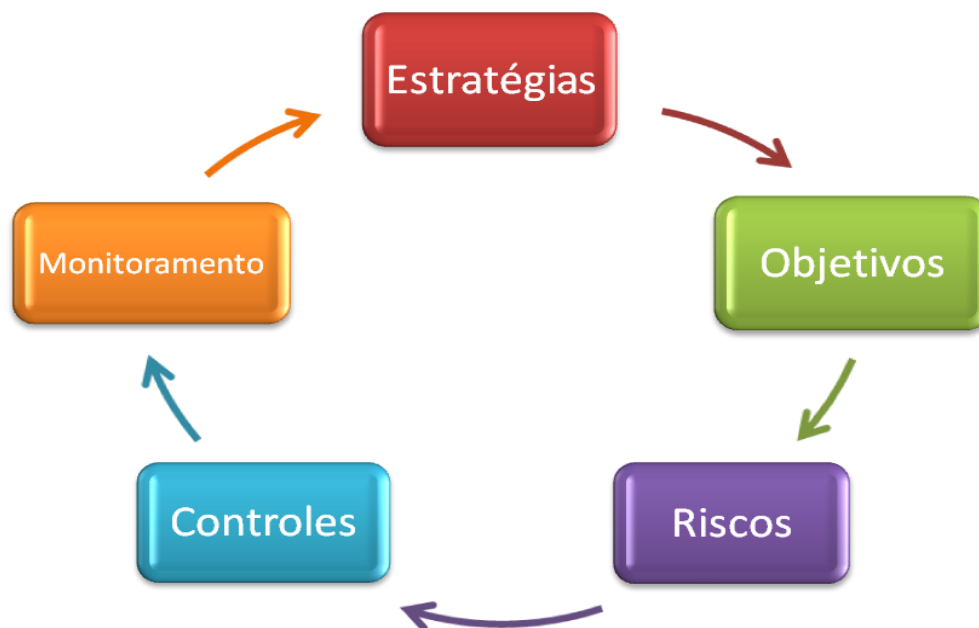 Estratégias
Objetivos
Riscos
Controles
Monitoramento